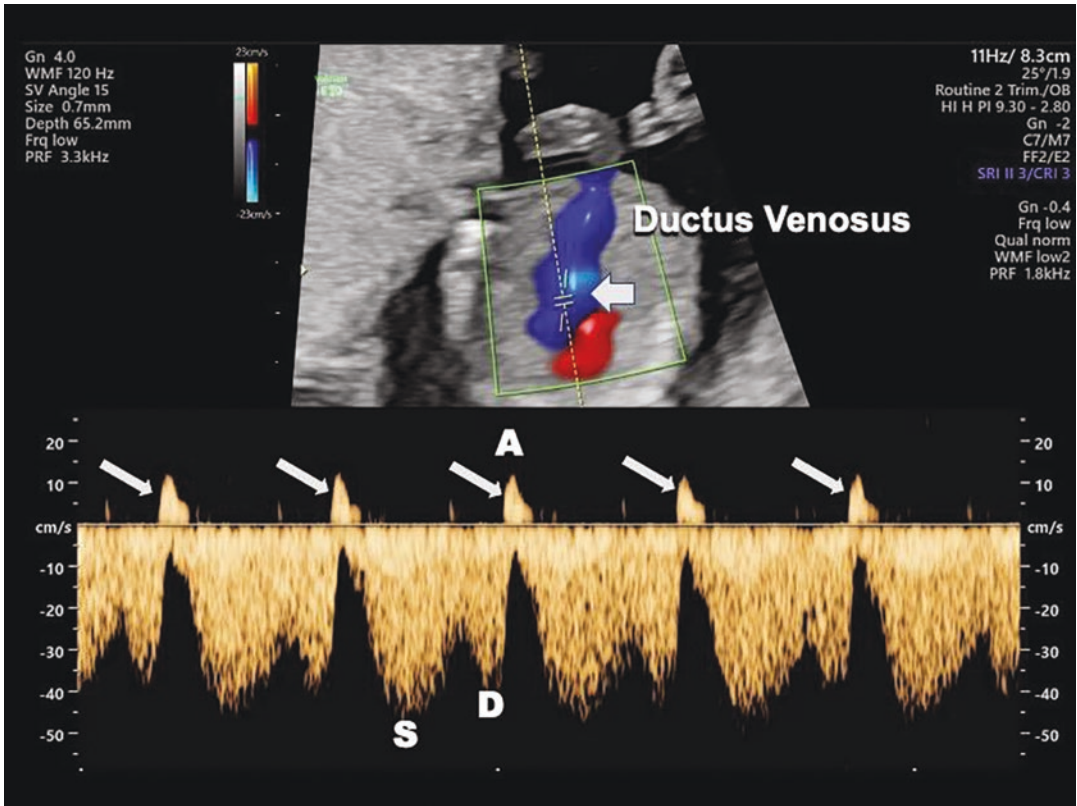 Gn 4.0
WMF 120 Hz
SV Angle 15
Size 0.7mm
Depth 65.2mm
Frq low
PRF 3.3kHz
23cm/s
-23cm/s
11Hz/ 8.3cm
25°/1.9
Routine 2 Trim./OB
HI H PI 9.30 - 2.80
Gn -2
C7/M7
FF2/E2
SRI II 3/CRI 3
Gn -0.4
Frq low
Qual norm
WMF low2
PRF 1.8kHz
Ductus Venosus
A
20
10
cm/s
-10
-20
-30
-40
-50
S
D
20
10
cm/s
-10
-20
-30
-40
-50